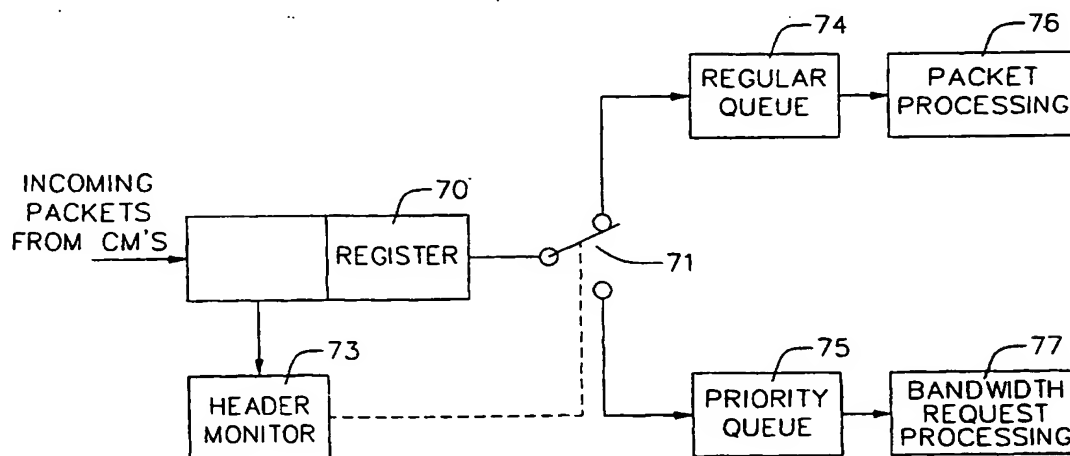 74
76
REGULAR
QUEUE
PACKET
PROCESSING
INCOMING
PACKETS
FROM CM'S
70
REGISTER
71
73
HEADER
MONITOR
75
PRIORITY
QUEUE
77
BANDWIDTH
REQUEST
PROCESSING